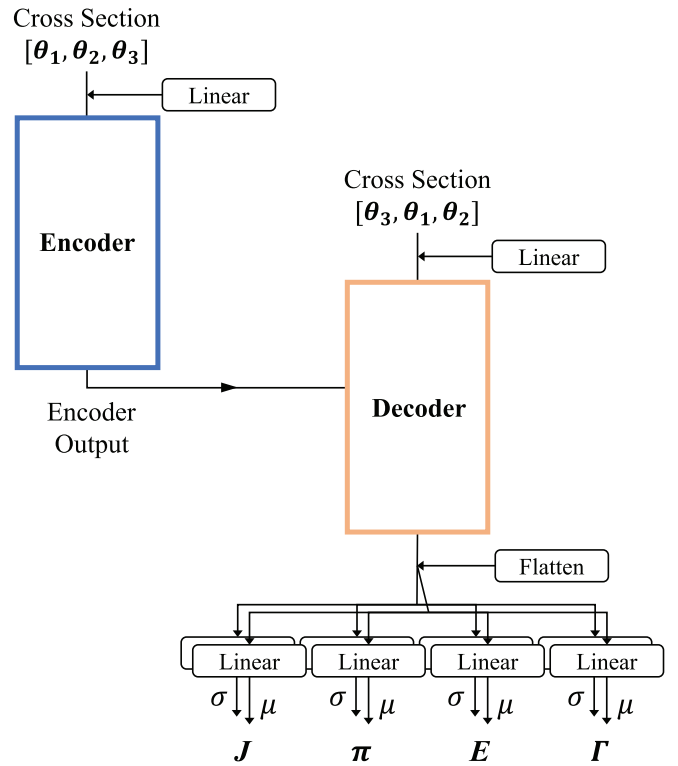 Cross Section
[θ₁, θ₂, θ₃]
Linear
Encoder
Encoder
Output
Cross Section
[θ₃, θ₁, θ₂]
Linear
Decoder
Flatten
Linear
Linear
Linear
Linear
σ μ σ μ σ μ σ μ
J π E Γ